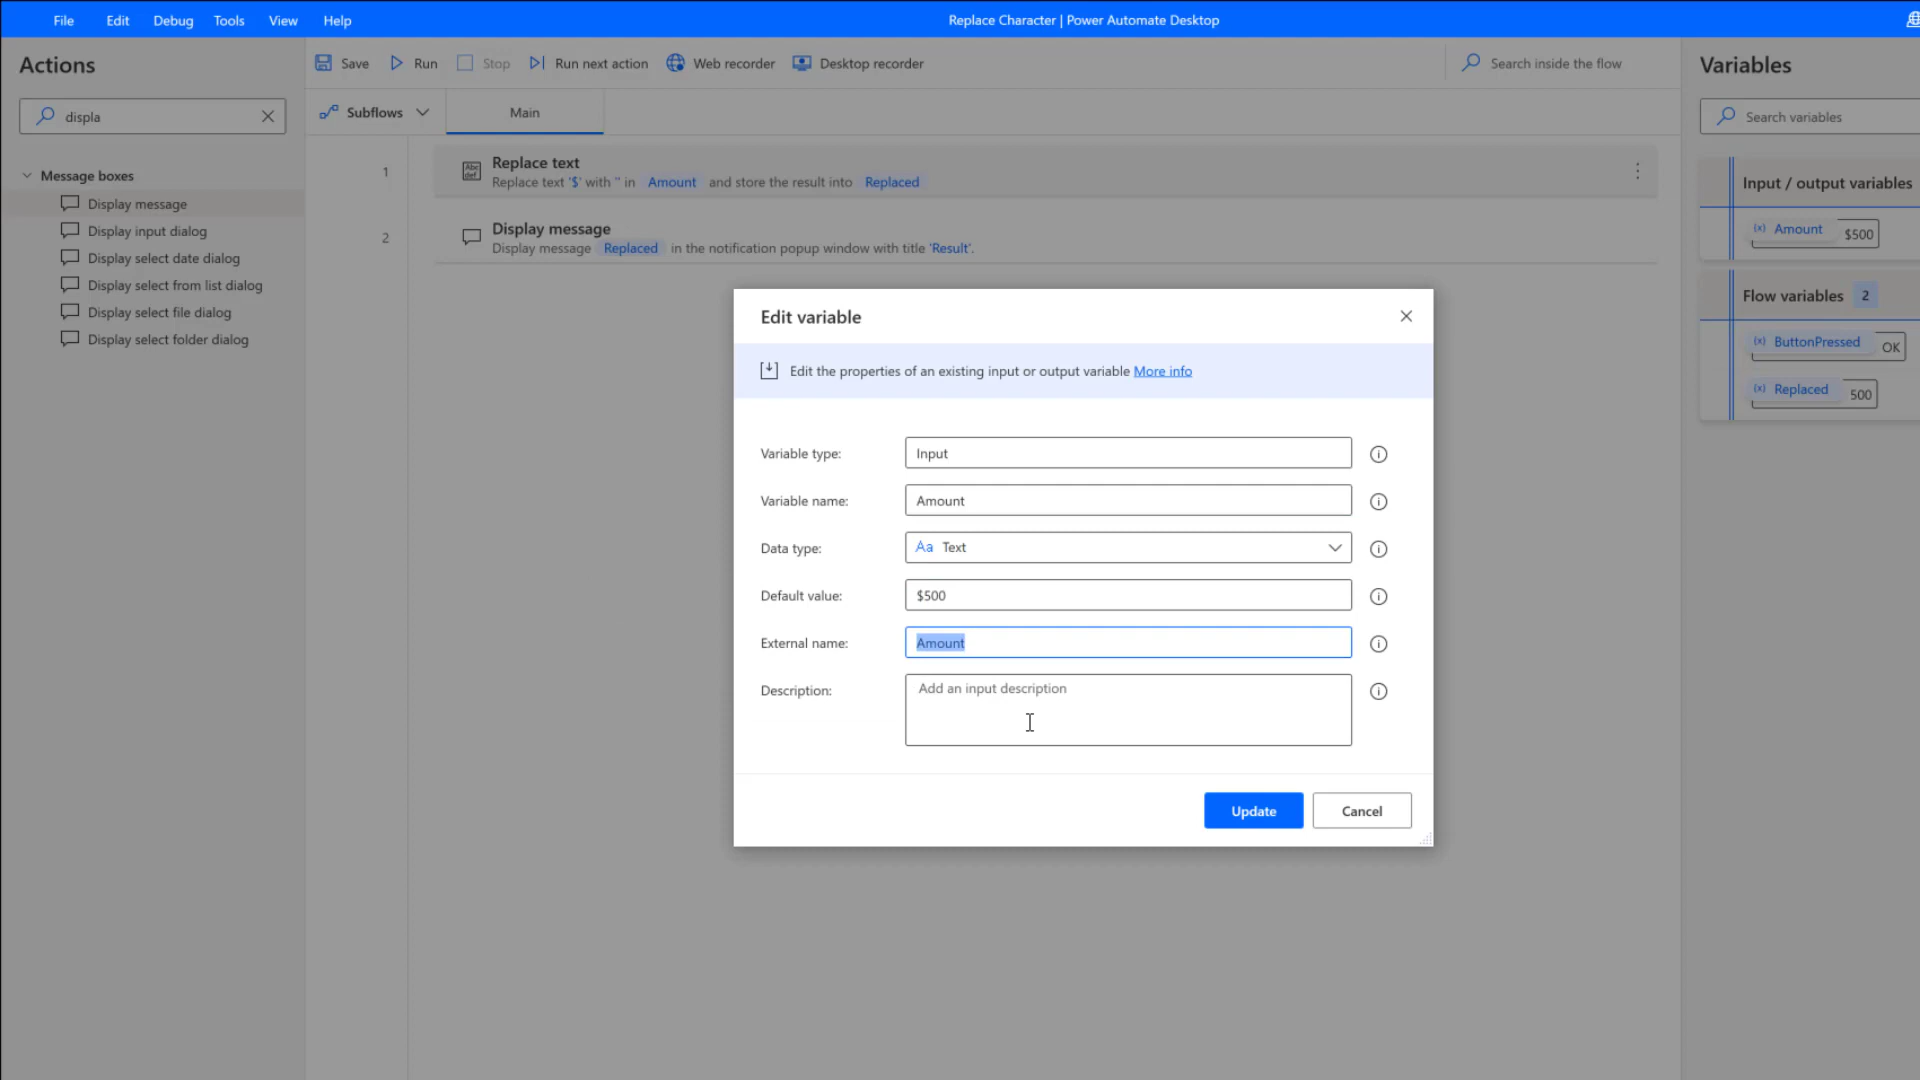 File Edit Debug Tools View Help
Replace Character | Power Automate Desktop
Actions
displa
Message boxes
Display message
Display input dialog
Display select date dialog
Display select from list dialog
Display select file dialog
Display select folder dialog
Save Run Stop Run next action Web recorder Desktop recorder Search inside the flow
Subflows Main
1
Replace text
Replace text '$' with '' in Amount and store the result into Replaced
2
Display message
Display message Replaced in the notification popup window with title 'Result'.
Edit variable
Edit the properties of an existing input or output variable More info
Variable type: Input
Variable name: Amount
Data type: Aa Text
Default value: $500
External name: Amount
Description: Add an input description
Update Cancel
Variables
Search variables
Input / output variables
(x) Amount $500
Flow variables 2
(x) ButtonPressed OK
(x) Replaced 500